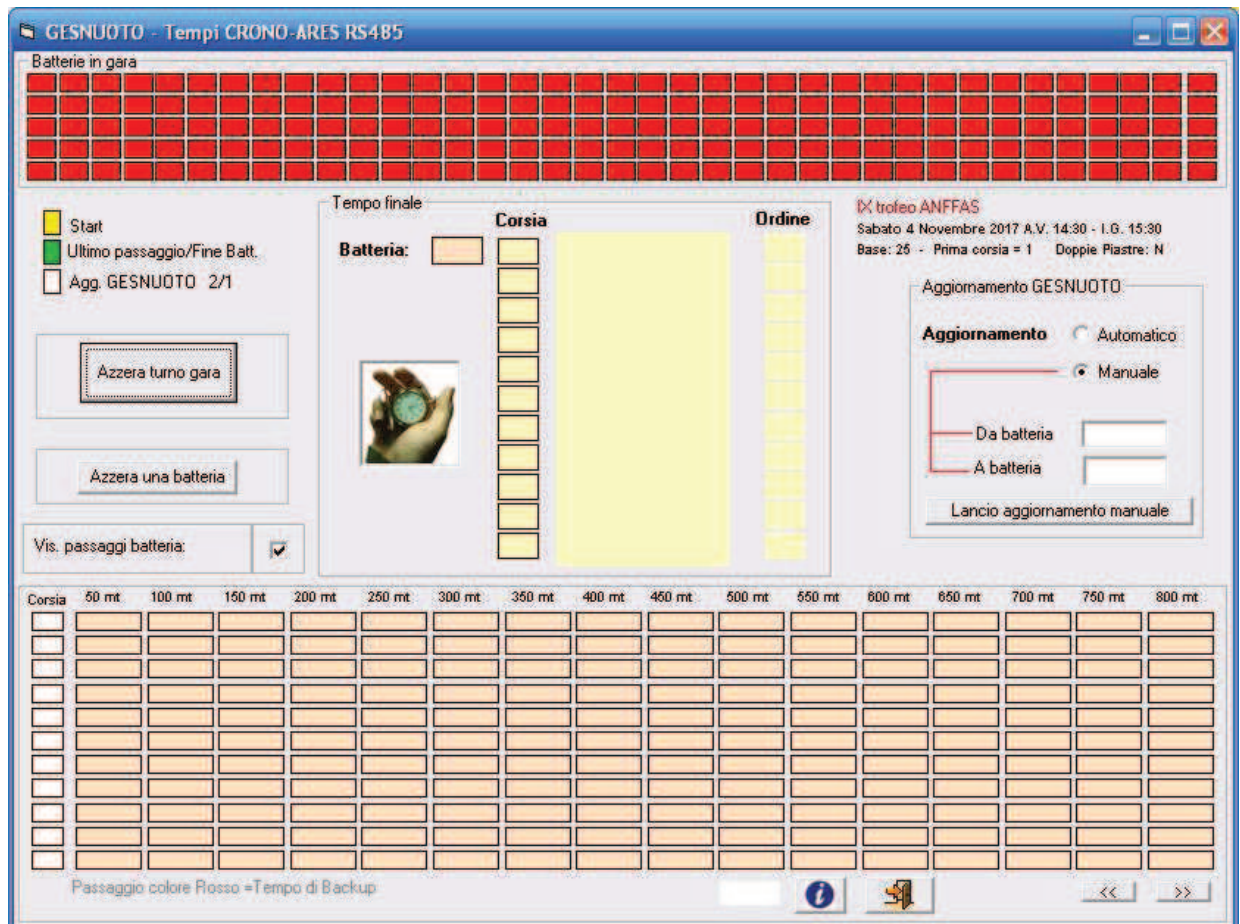 GESNUOTO - Tempi CRONO-ARES RS485
Batterie in gara
Start
Ultimo passaggio/Fine Batt.
Agg. GESNUOTO 2/1
Azzera turno gara
Azzera una batteria
Vis. passaggi batteria:
Tempo finale
Batteria:
Corsia
Ordine
IX trofeo ANFFAS
Sabato 4 Novembre 2017 A.V. 14:30 - I.G. 15:30
Base: 25 - Prima corsia = 1 Doppie Piastre: N
Aggiornamento GESNUOTO
Aggiornamento Automatico
Manuale
Da batteria
A batteria
Lancio aggiornamento manuale
Corsia 50 mt 100 mt 150 mt 200 mt 250 mt 300 mt 350 mt 400 mt 450 mt 500 mt 550 mt 600 mt 650 mt 700 mt 750 mt 800 mt
Passaggio colore Rosso =Tempo di Backup
<< >>